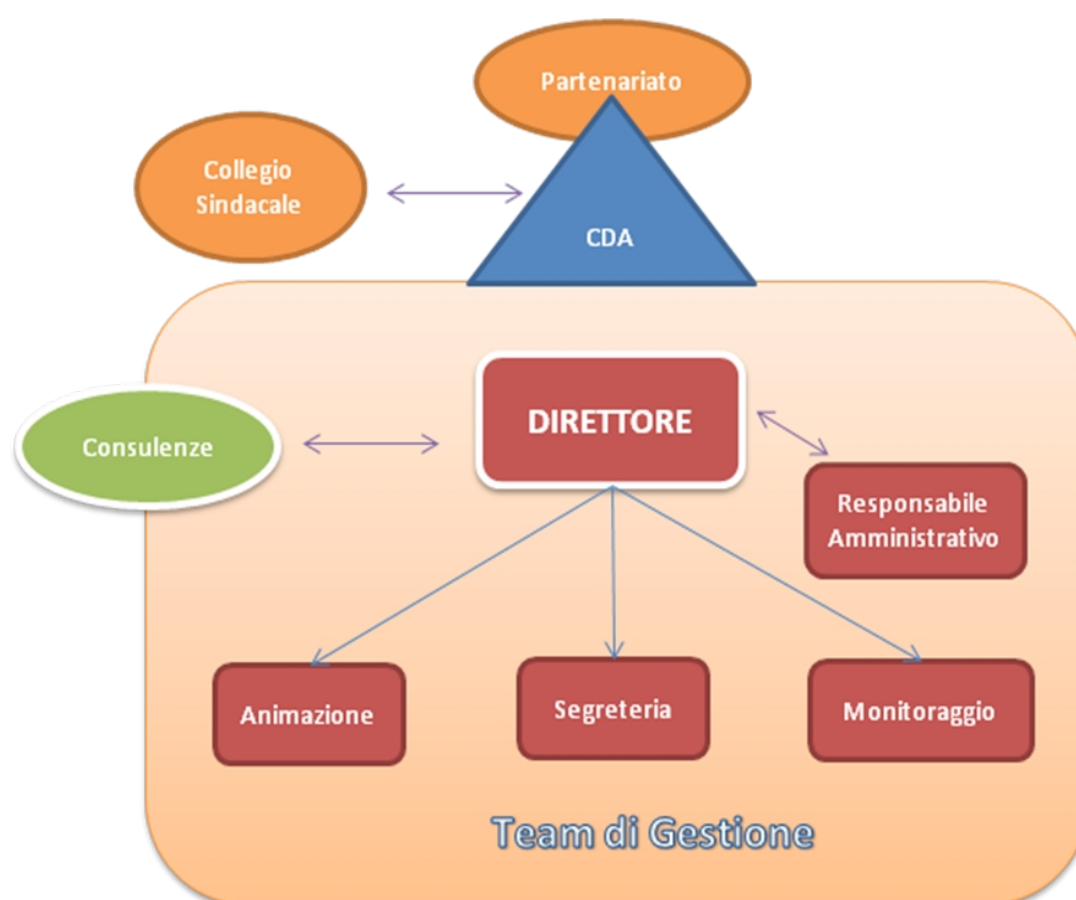 Partenariato
Collegio
Sindacale
CDA
DIRETTORE
Consulenze
Responsabile
Amministrativo
Animazione
Segreteria
Monitoraggio
Team di Gestione